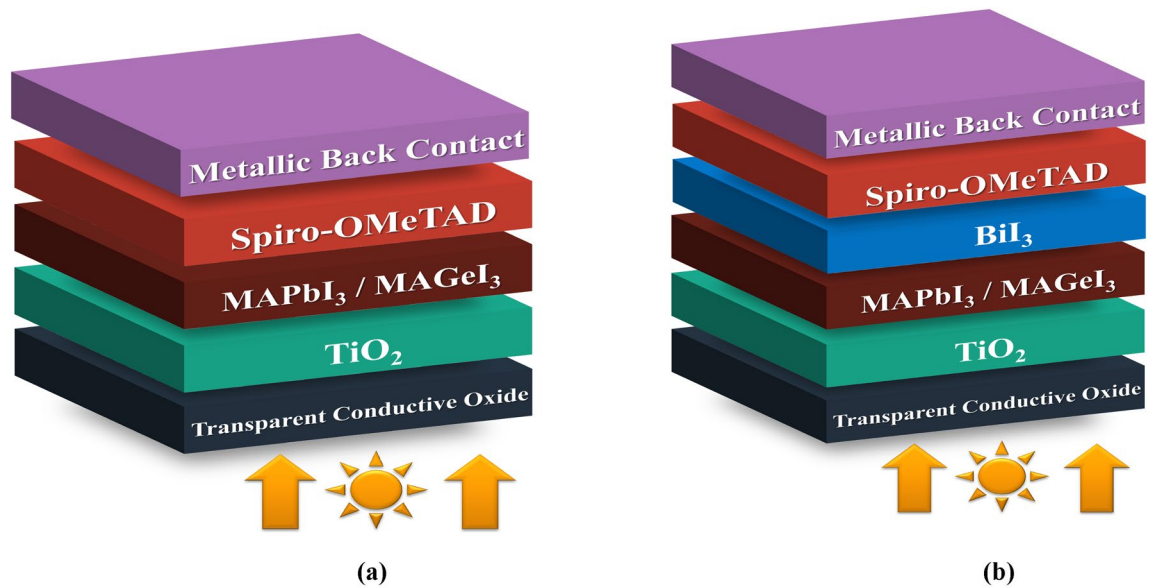 Metallic Back Contact
Spiro-OMeTAD
MAPbI₃ / MAGeI₃
TiO₂
Transparent Conductive Oxide
(a)
Metallic Back Contact
Spiro-OMeTAD
BiI₃
MAPbI₃ / MAGeI₃
TiO₂
Transparent Conductive Oxide
(b)